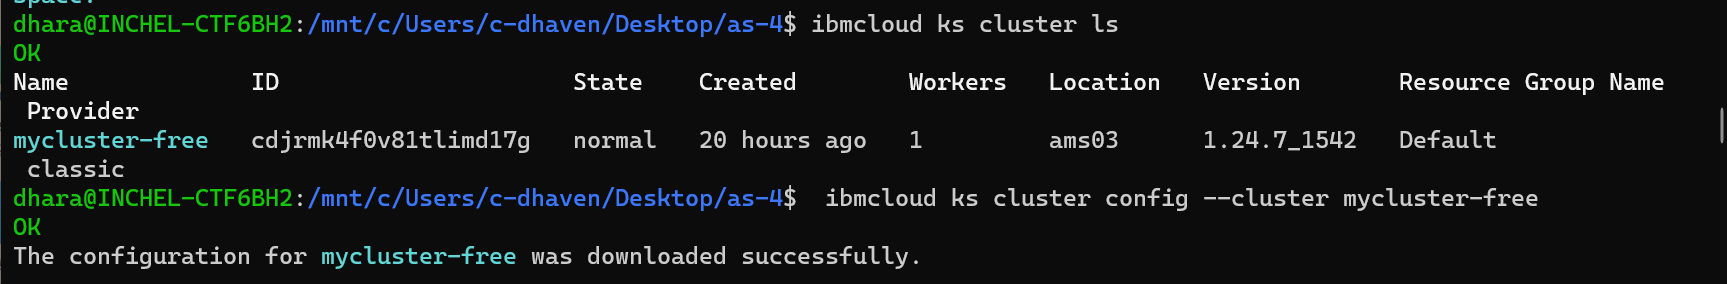 space.
dhara@INCHEL-CTF6BH2:/mnt/c/Users/c-dhaven/Desktop/as-4$ ibmcloud ks cluster ls
OK
Name ID State Created Workers Location Version Resource Group Name
Provider
mycluster-free cdjrmk4f0v81tlimd17g normal 20 hours ago 1 ams03 1.24.7_1542 Default
classic
dhara@INCHEL-CTF6BH2:/mnt/c/Users/c-dhaven/Desktop/as-4$ ibmcloud ks cluster config --cluster mycluster-free
OK
The configuration for mycluster-free was downloaded successfully.